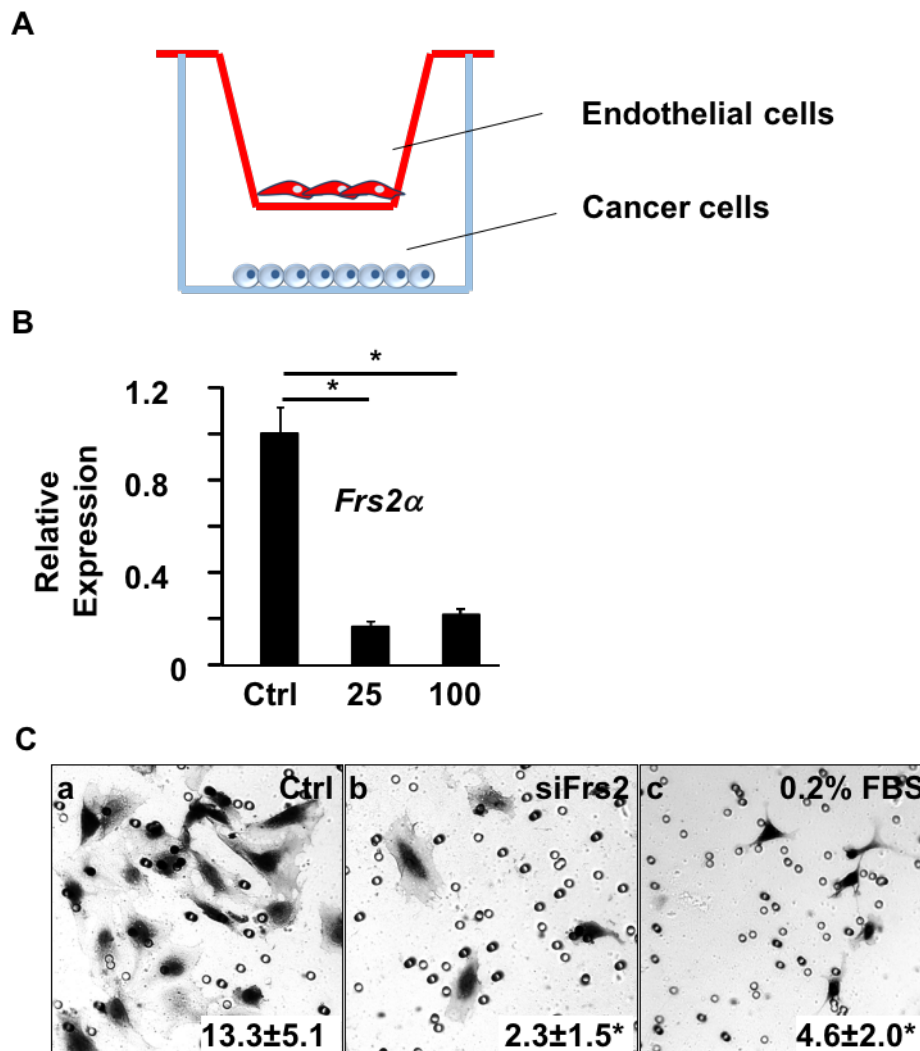 A
Endothelial cells
Cancer cells
B
Relative
Expression
1.2
0.8
0.4
0
*
*
Frs2α
Ctrl
25
100
C
a
Ctrl
13.3±5.1
b
siFrs2
2.3±1.5*
c
0.2% FBS
4.6±2.0*